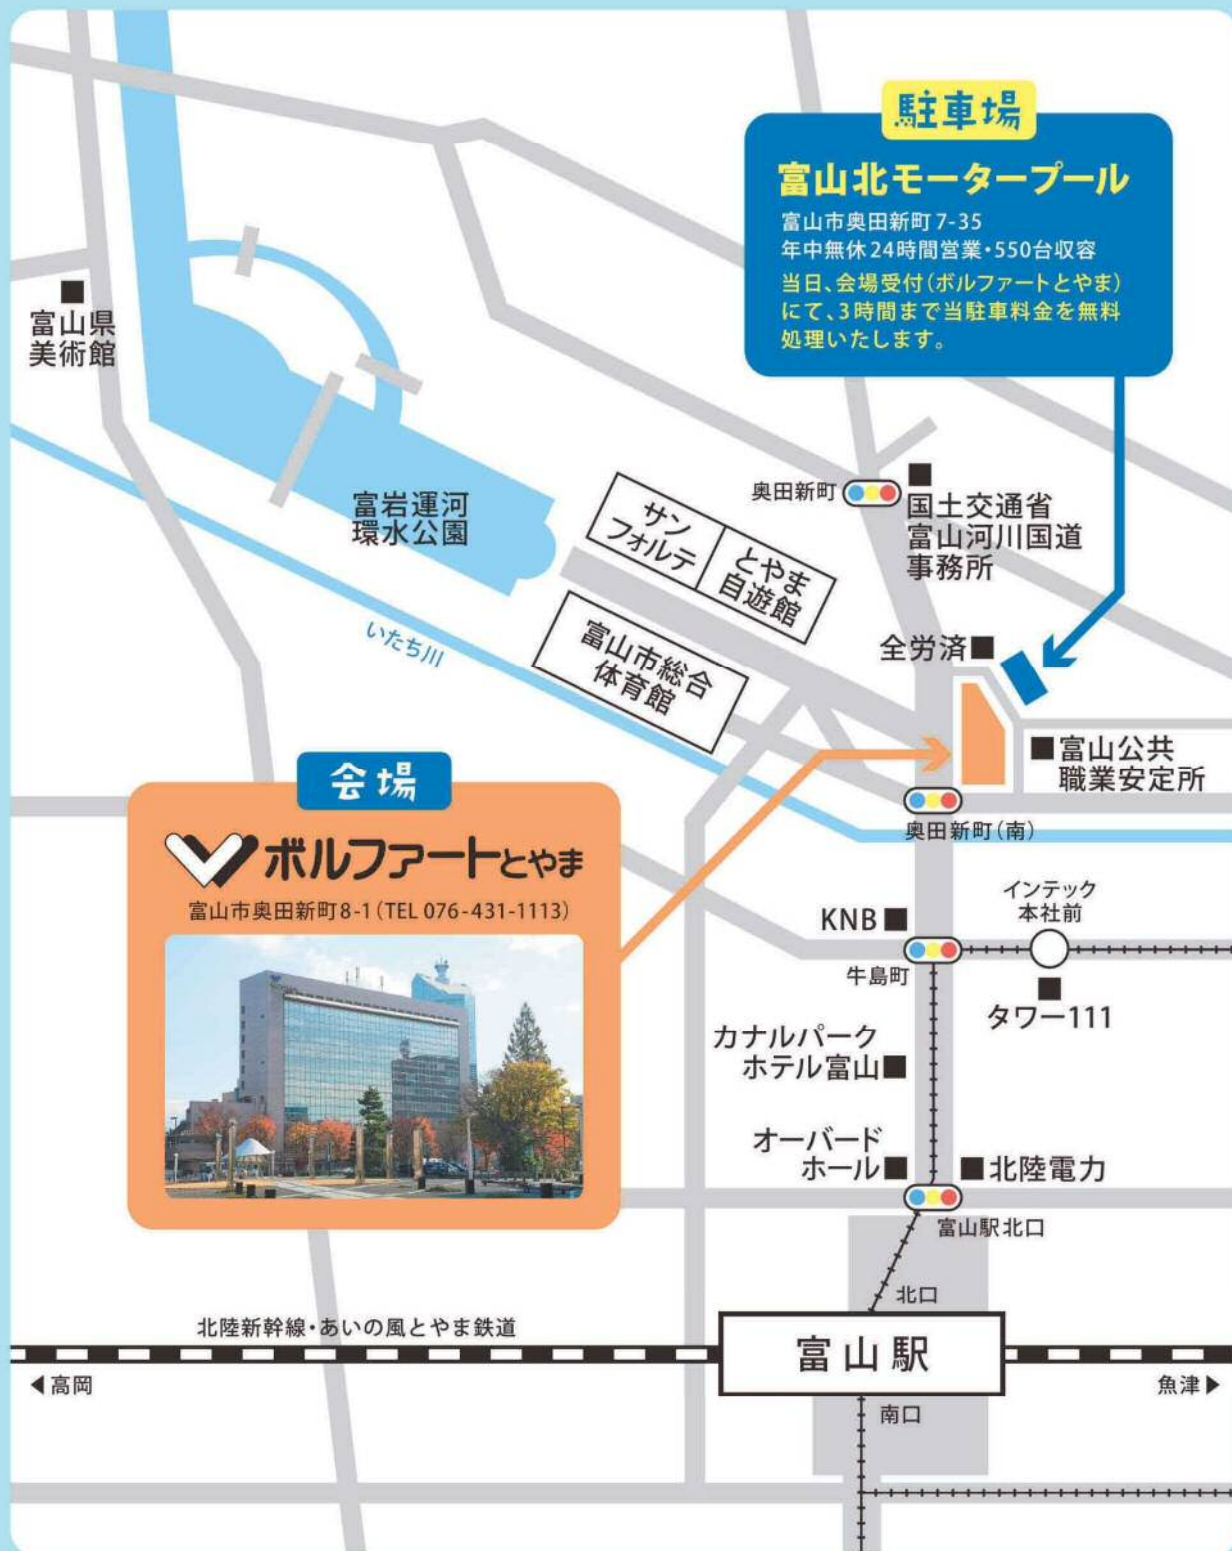 駐車場
富山北モータープール
富山市奥田新町7-35
年中無休24時間営業・550台収容
当日、会場受付(ボルファートとやま)
にて、3時間まで当駐車料金を無料
処理いたします。
富山県
美術館
富岩運河
環水公園
サン
フォルテ
とやま
自遊館
奥田新町
国土交通省
富山河川国道
事務所
いたち川
富山市総合
体育館
全労済
富山公共
職業安定所
会場
ボルファートとやま
富山市奥田新町8-1(TEL 076-431-1113)
奥田新町(南)
KNB
インテック
本社前
牛島町
タワー111
カナルパーク
ホテル富山
オーバード
ホール
北陸電力
富山駅北口
北口
北陸新幹線・あいの風とやま鉄道
富山駅
◀高岡
魚津▶
南口